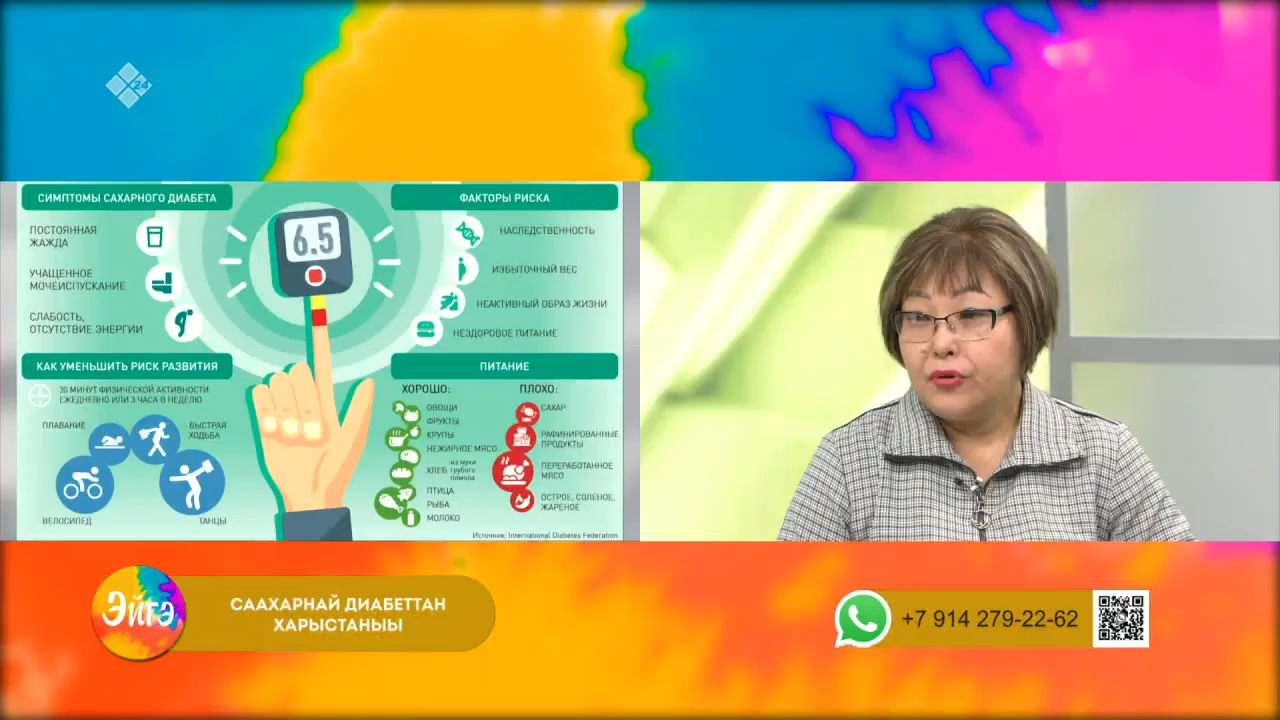 Х24
СИМПТОМЫ САХАРНОГО ДИАБЕТА
ПОСТОЯННАЯ
ЖАЖДА
УЧАЩЕННОЕ
МОЧЕИСПУСКАНИЕ
СЛАБОСТЬ,
ОТСУТСТВИЕ ЭНЕРГИИ
6.5
ФАКТОРЫ РИСКА
НАСЛЕДСТВЕННОСТЬ
ИЗБЫТОЧНЫЙ ВЕС
НЕАКТИВНЫЙ ОБРАЗ ЖИЗНИ
НЕЗДОРОВОЕ ПИТАНИЕ
КАК УМЕНЬШИТЬ РИСК РАЗВИТИЯ
30 МИНУТ ФИЗИЧЕСКОЙ АКТИВНОСТИ
ЕЖЕДНЕВНО ИЛИ 3 ЧАСА В НЕДЕЛЮ
ПЛАВАНИЕ
БЫСТРАЯ
ХОДЬБА
ВЕЛОСИПЕД
ТАНЦЫ
ПИТАНИЕ
ХОРОШО:
ОВОЩИ
ФРУКТЫ
КРУПЫ
НЕЖИРНОЕ МЯСО
ХЛЕБ из муки
грубого
помола
ПТИЦА
РЫБА
МОЛОКО
ПЛОХО:
САХАР
РАФИНИРОВАННЫЕ
ПРОДУКТЫ
ПЕРЕРАБОТАННОЕ
МЯСО
ОСТРОЕ, СОЛЕНОЕ,
ЖАРЕНОЕ
Источник: International Diabetes Federation
Эйгэ
СААХАРНАЙ ДИАБЕТТАН
ХАРЫСТАНЫЫ
+7 914 279-22-62